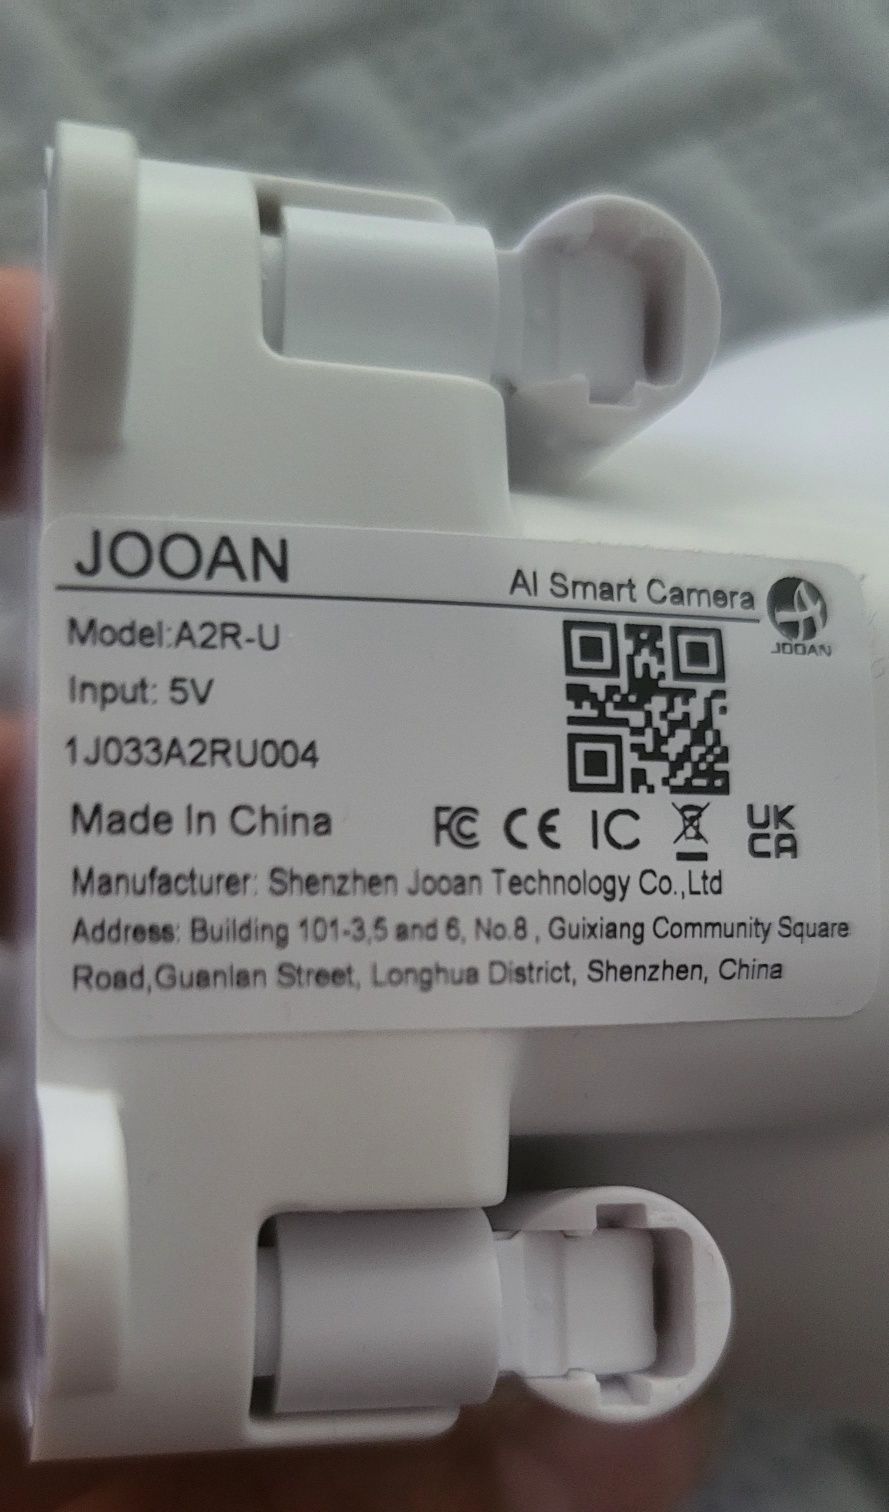 JOOAN
AI Smart Camera
JOOAN
Model:A2R-U
Input: 5V
1J033A2RU004
Made In China
FC CE IC UK CA
Manufacturer: Shenzhen Jooan Technology Co.,Ltd
Address: Building 101-3,5 and 6, No.8 , Guixiang Community Square
Road,Guanlan Street, Longhua District, Shenzhen, China